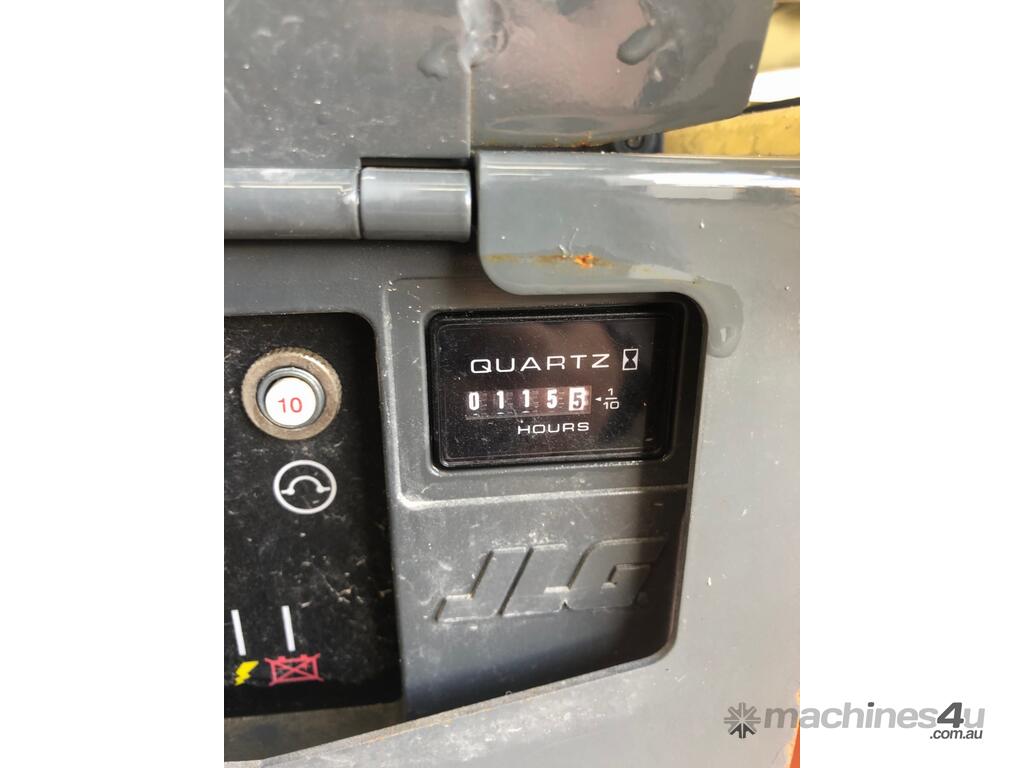 QUARTZ
01155 1/10
HOURS
10
JLG
machines4u
.com.au